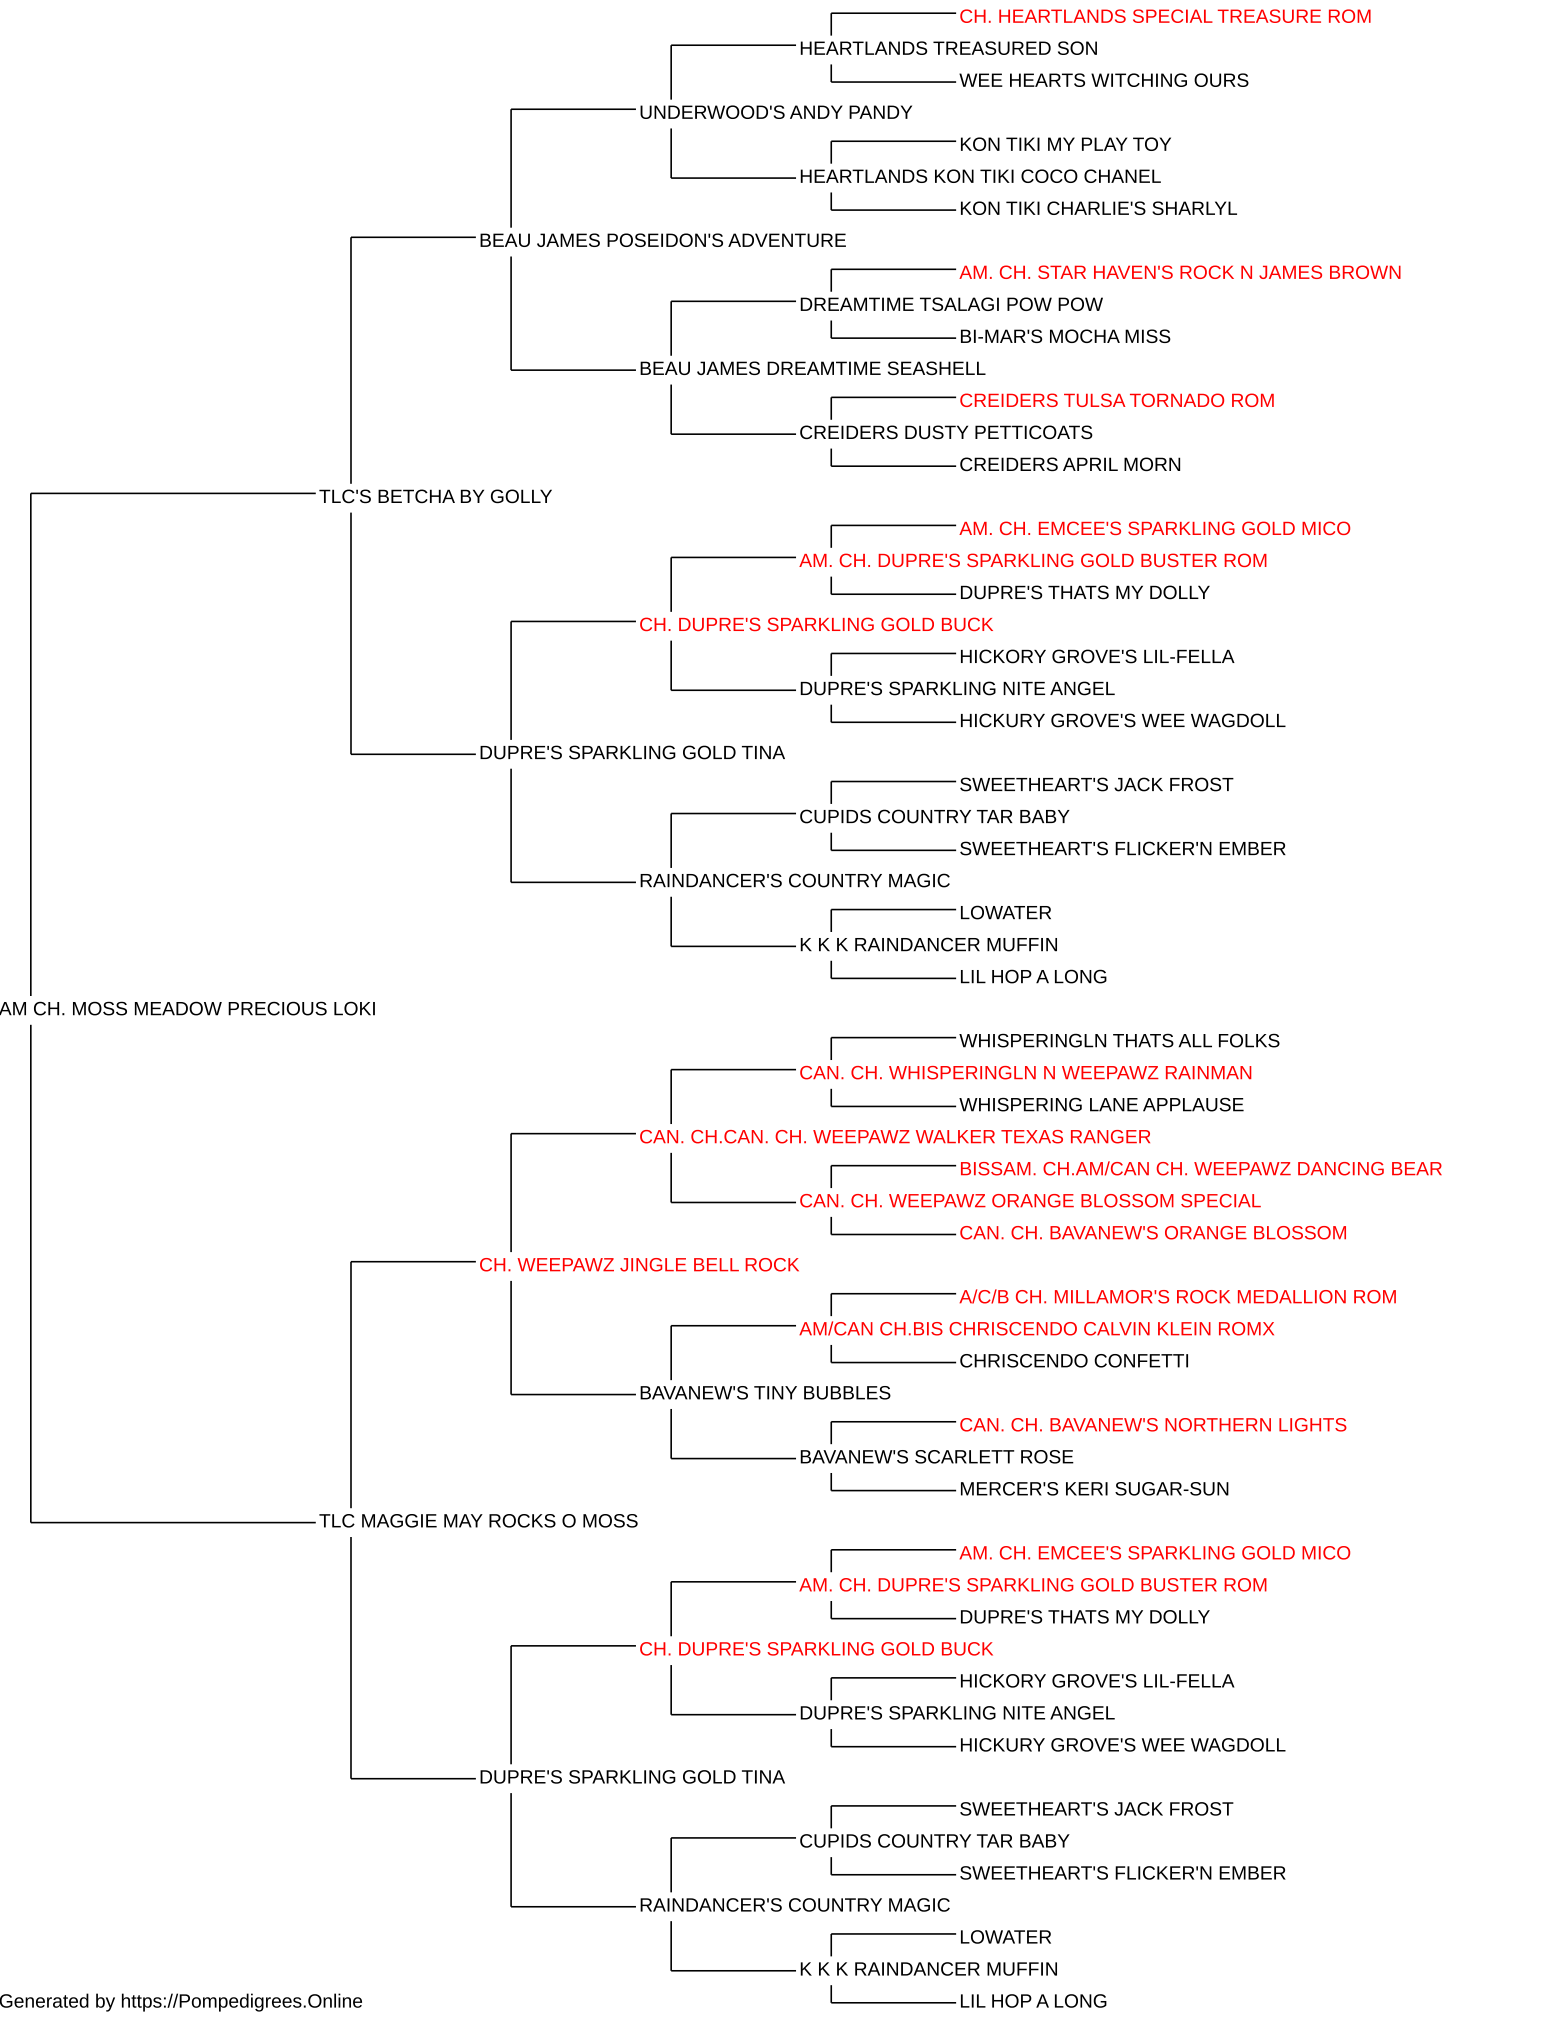 CH. HEARTLANDS SPECIAL TREASURE ROM
HEARTLANDS TREASURED SON
WEE HEARTS WITCHING OURS
UNDERWOOD'S ANDY PANDY
KON TIKI MY PLAY TOY
HEARTLANDS KON TIKI COCO CHANEL
KON TIKI CHARLIE'S SHARLYL
BEAU JAMES POSEIDON'S ADVENTURE
AM. CH. STAR HAVEN'S ROCK N JAMES BROWN
DREAMTIME TSALAGI POW POW
BI-MAR'S MOCHA MISS
BEAU JAMES DREAMTIME SEASHELL
CREIDERS TULSA TORNADO ROM
CREIDERS DUSTY PETTICOATS
CREIDERS APRIL MORN
TLC'S BETCHA BY GOLLY
AM. CH. EMCEE'S SPARKLING GOLD MICO
AM. CH. DUPRE'S SPARKLING GOLD BUSTER ROM
DUPRE'S THATS MY DOLLY
CH. DUPRE'S SPARKLING GOLD BUCK
HICKORY GROVE'S LIL-FELLA
DUPRE'S SPARKLING NITE ANGEL
HICKURY GROVE'S WEE WAGDOLL
DUPRE'S SPARKLING GOLD TINA
SWEETHEART'S JACK FROST
CUPIDS COUNTRY TAR BABY
SWEETHEART'S FLICKER'N EMBER
RAINDANCER'S COUNTRY MAGIC
LOWATER
K K K RAINDANCER MUFFIN
LIL HOP A LONG
AM CH. MOSS MEADOW PRECIOUS LOKI
WHISPERINGLN THATS ALL FOLKS
CAN. CH. WHISPERINGLN N WEEPAWZ RAINMAN
WHISPERING LANE APPLAUSE
CAN. CH.CAN. CH. WEEPAWZ WALKER TEXAS RANGER
BISSAM. CH.AM/CAN CH. WEEPAWZ DANCING BEAR
CAN. CH. WEEPAWZ ORANGE BLOSSOM SPECIAL
CAN. CH. BAVANEW'S ORANGE BLOSSOM
CH. WEEPAWZ JINGLE BELL ROCK
A/C/B CH. MILLAMOR'S ROCK MEDALLION ROM
AM/CAN CH.BIS CHRISCENDO CALVIN KLEIN ROMX
CHRISCENDO CONFETTI
BAVANEW'S TINY BUBBLES
CAN. CH. BAVANEW'S NORTHERN LIGHTS
BAVANEW'S SCARLETT ROSE
MERCER'S KERI SUGAR-SUN
TLC MAGGIE MAY ROCKS O MOSS
AM. CH. EMCEE'S SPARKLING GOLD MICO
AM. CH. DUPRE'S SPARKLING GOLD BUSTER ROM
DUPRE'S THATS MY DOLLY
CH. DUPRE'S SPARKLING GOLD BUCK
HICKORY GROVE'S LIL-FELLA
DUPRE'S SPARKLING NITE ANGEL
HICKURY GROVE'S WEE WAGDOLL
DUPRE'S SPARKLING GOLD TINA
SWEETHEART'S JACK FROST
CUPIDS COUNTRY TAR BABY
SWEETHEART'S FLICKER'N EMBER
RAINDANCER'S COUNTRY MAGIC
LOWATER
K K K RAINDANCER MUFFIN
LIL HOP A LONG
Generated by https://Pompedigrees.Online